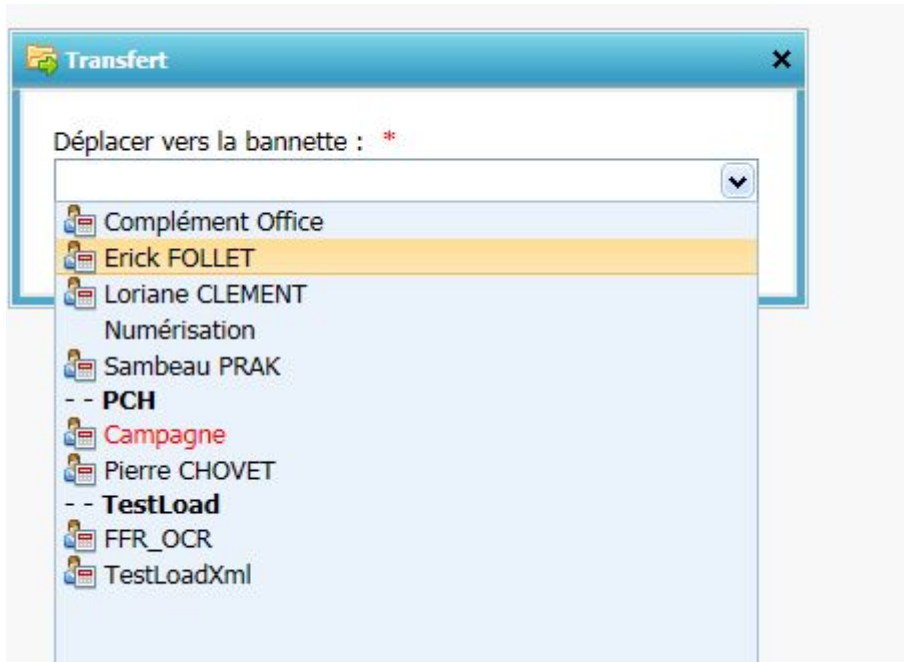 Transfert
Déplacer vers la bannette : *
Complément Office
Erick FOLLET
Loriane CLEMENT
Numérisation
Sambeau PRAK
- - PCH
Campagne
Pierre CHOVET
- - TestLoad
FFR_OCR
TestLoadXml